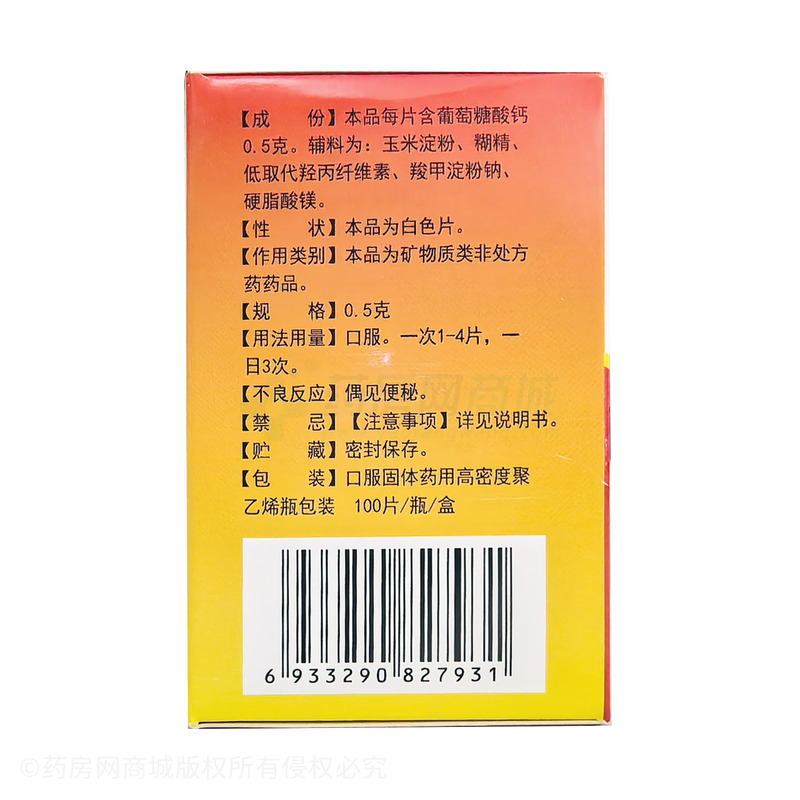 【成　　份】本品每片含葡萄糖酸钙
0.5克。辅料为：玉米淀粉、糊精、
低取代羟丙纤维素、羧甲淀粉钠、
硬脂酸镁。
【性　　状】本品为白色片。
【作用类别】本品为矿物质类非处方
药药品。
【规　　格】0.5克
【用法用量】口服。一次1-4片，一
日3次。
【不良反应】偶见便秘。
药房网商城
【禁　　忌】【注意事项】详见说明书。
【贮　　藏】密封保存。
【包　　装】口服固体药用高密度聚
乙烯瓶包装　100片/瓶/盒
6 933290 827931
©药房网商城版权所有侵权必究